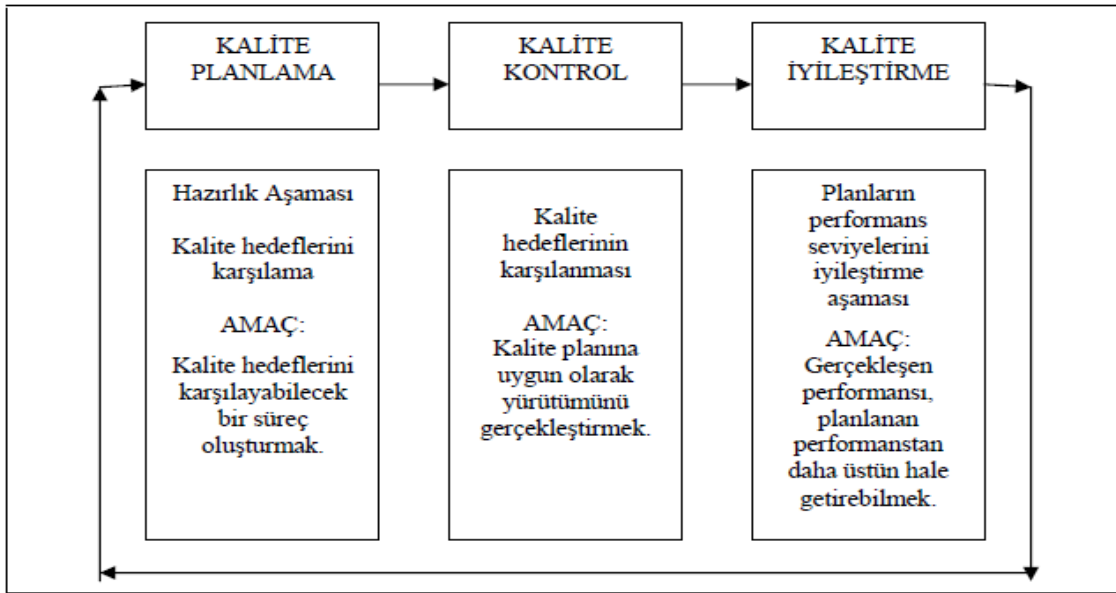 KALİTE
PLANLAMA
KALİTE
KONTROL
KALİTE
İYİLEŞTİRME
Hazırlık Aşaması
Kalite hedeflerini
karşılama
AMAÇ:
Kalite hedeflerini
karşılayabilecek
bir süreç
oluşturmak.
Kalite
hedeflerinin
karşılanması
AMAÇ:
Kalite planına
uygun olarak
yürütümünü
gerçekleştirmek.
Planların
performans
seviyelerini
iyileştirme
aşaması
AMAÇ:
Gerçekleşen
performansı,
planlanan
performanstan
daha üstün hale
getirebilmek.